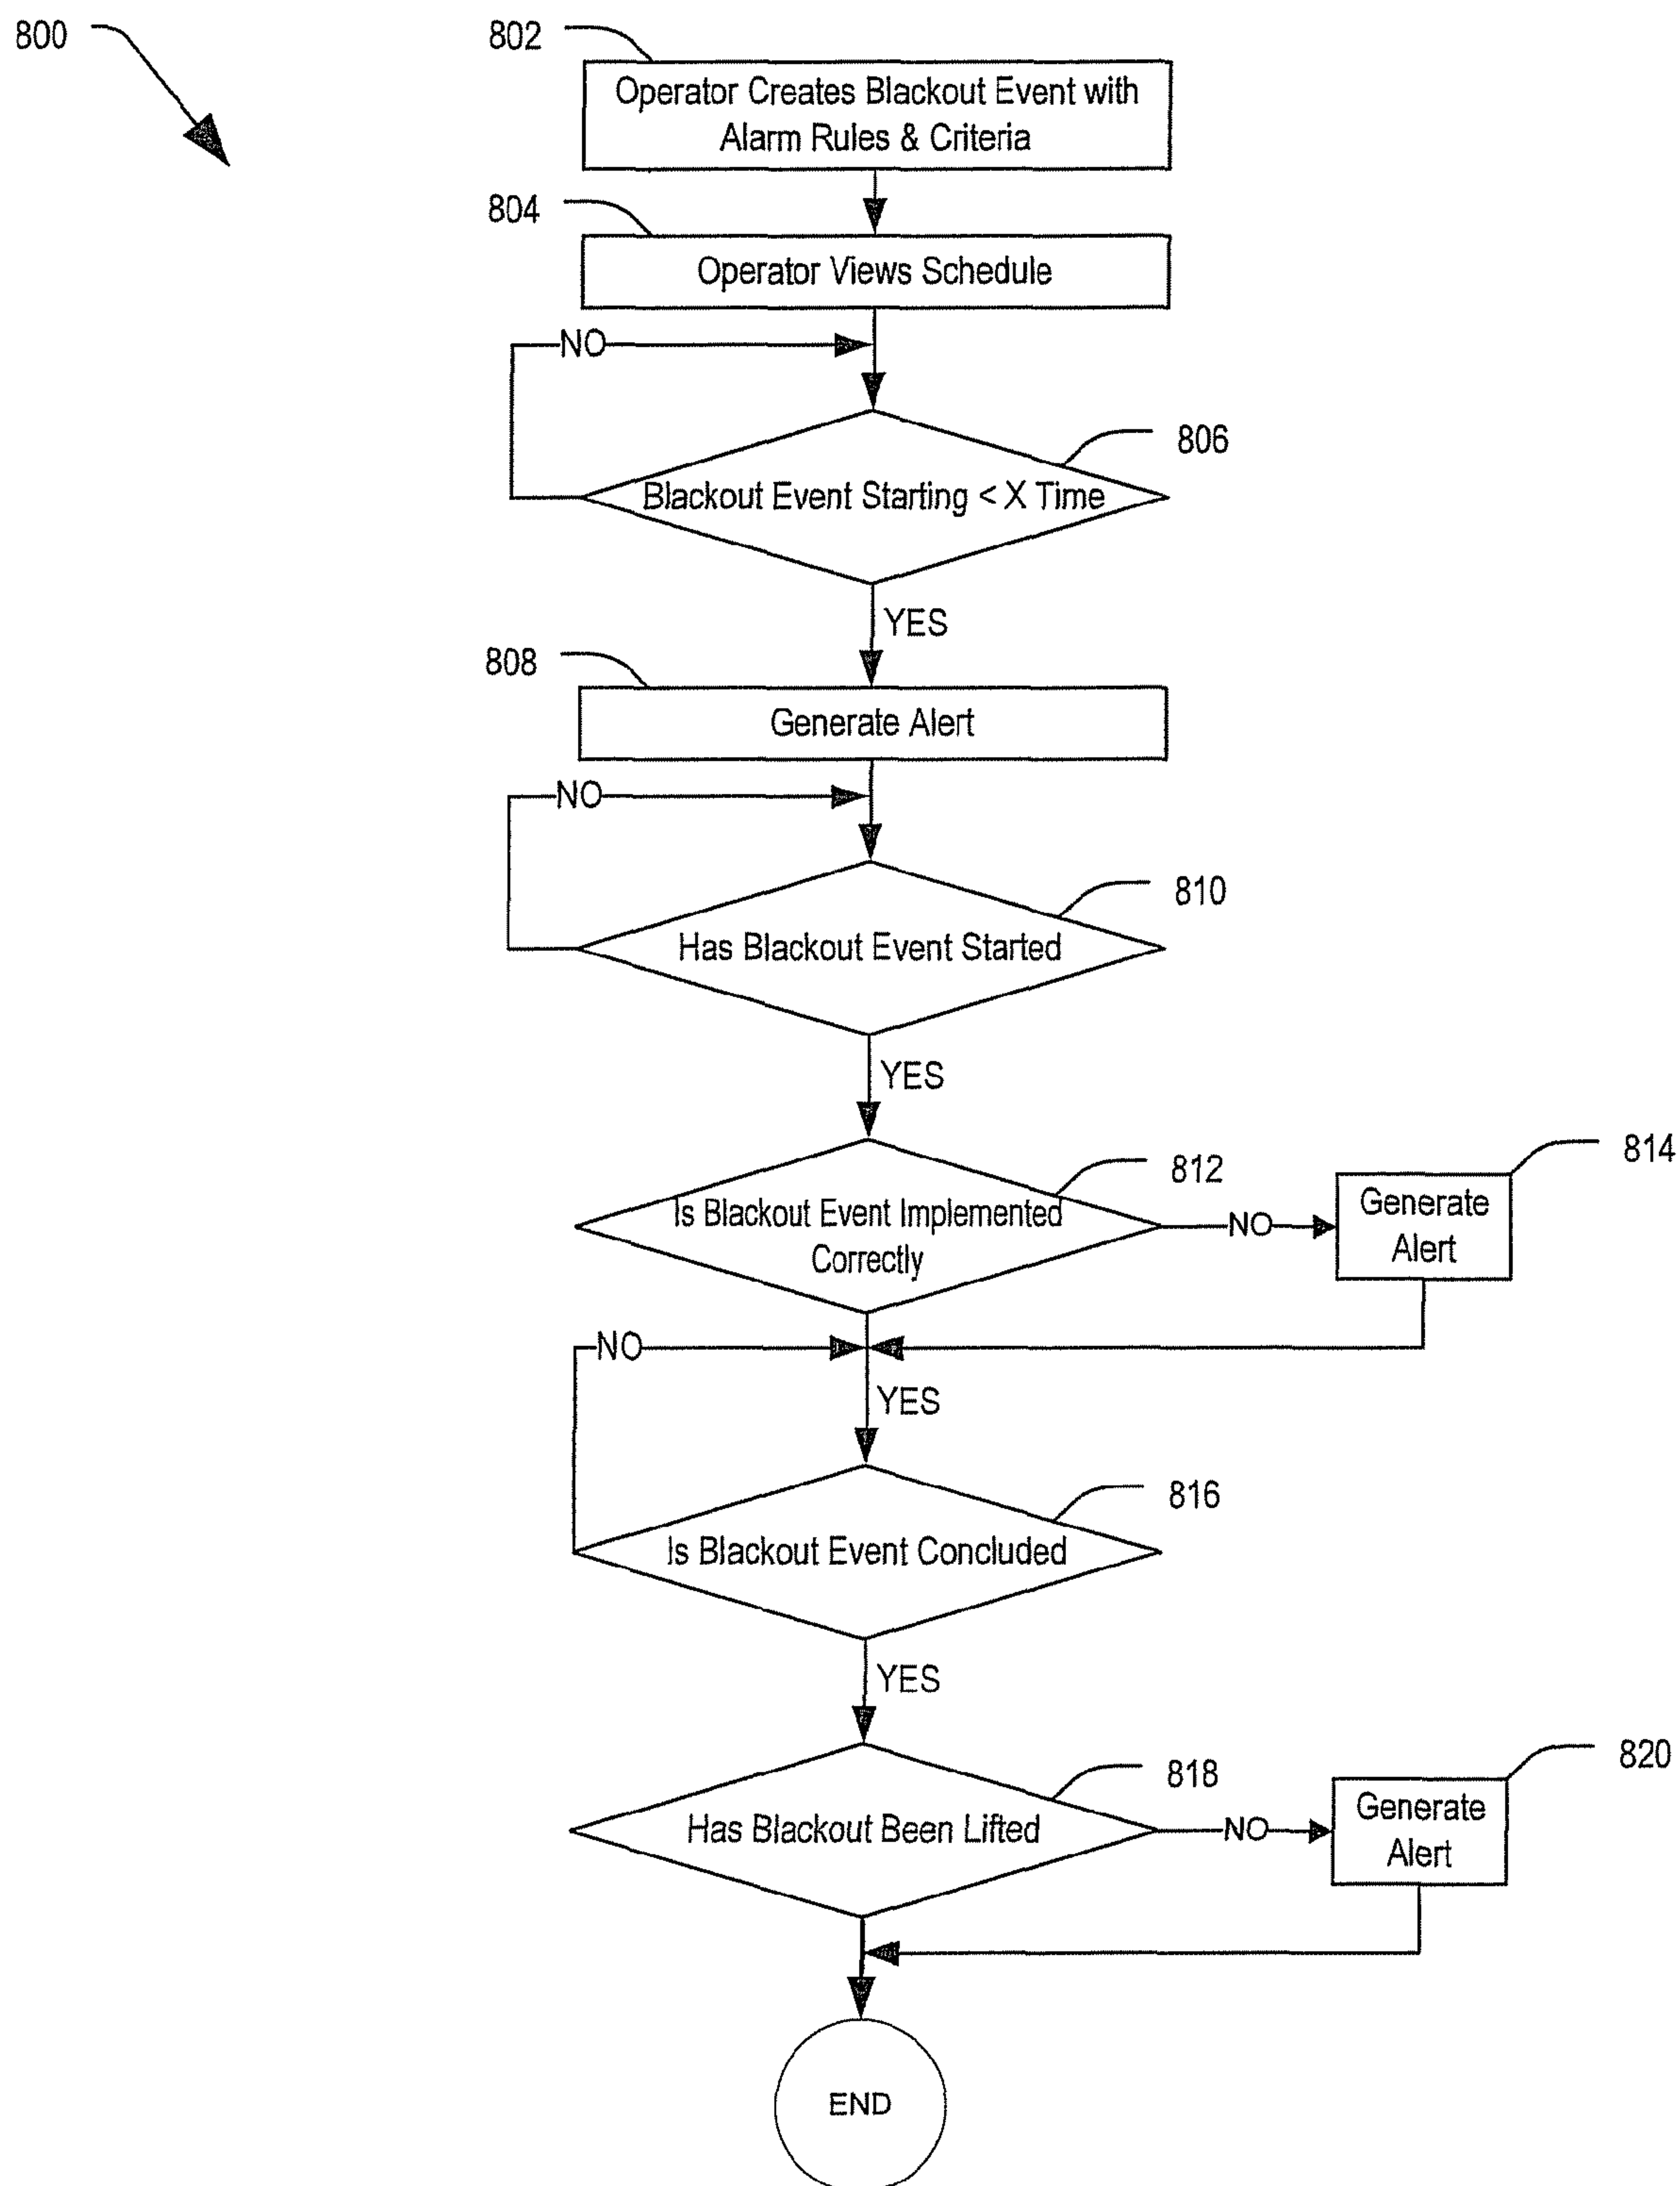 800
802
Operator Creates Blackout Event with
Alarm Rules & Criteria
804
Operator Views Schedule
NO
806
Blackout Event Starting < X Time
YES
808
Generate Alert
NO
810
Has Blackout Event Started
YES
812
814
Is Blackout Event Implemented
Correctly
NO
Generate
Alert
NO
YES
816
Is Blackout Event Concluded
YES
818
820
Has Blackout Been Lifted
NO
Generate
Alert
END